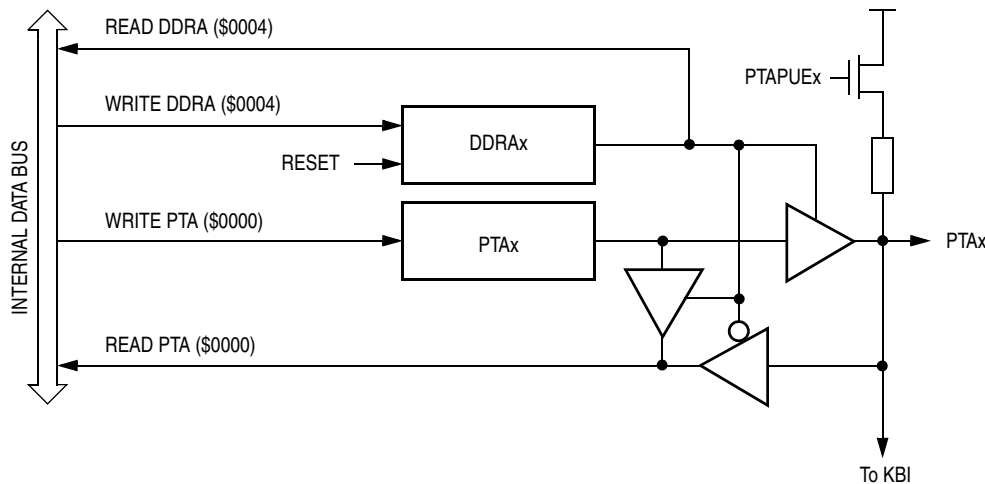 READ DDRA ($0004)
PTAPUEx
WRITE DDRA ($0004)
DDRAx
RESET
INTERNAL DATA BUS
WRITE PTA ($0000)
PTAx
PTAx
READ PTA ($0000)
To KBI